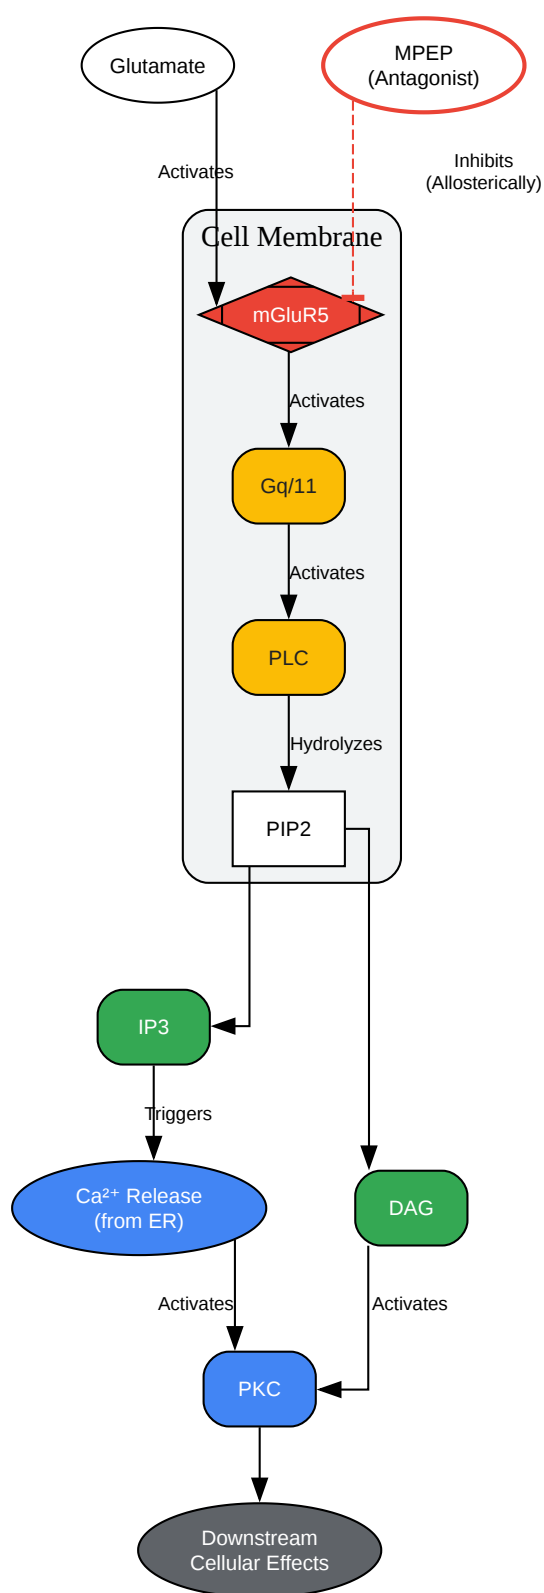 Glutamate
MPEP
(Antagonist)
Activates
Inhibits
(Allosterically)
Cell Membrane
mGluR5
Activates
Gq/11
Activates
PLC
Hydrolyzes
PIP2
IP3
Triggers
Ca²⁺ Release
(from ER)
DAG
Activates
Activates
PKC
Downstream
Cellular Effects